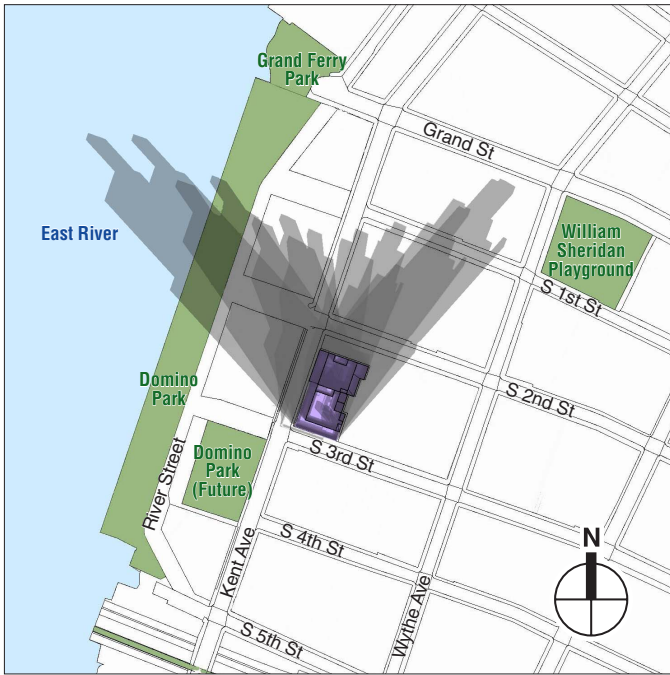 Grand Ferry
Park
Grand St
East River
William
Sheridan
Playground
S 1st St
Domino
Park
S 2nd St
Domino
Park
(Future)
S 3rd St
River Street
Kent Ave
S 4th St
N
Wythe Ave
S 5th St